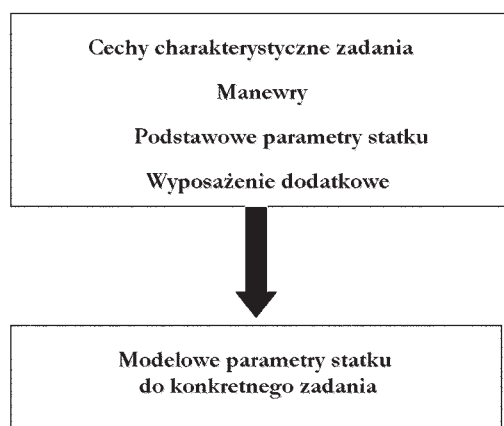 Cechy charakterystyczne zadania
Manewry
Podstawowe parametry statku
Wyposażenie dodatkowe
Modelowe parametry statku
do konkretnego zadania